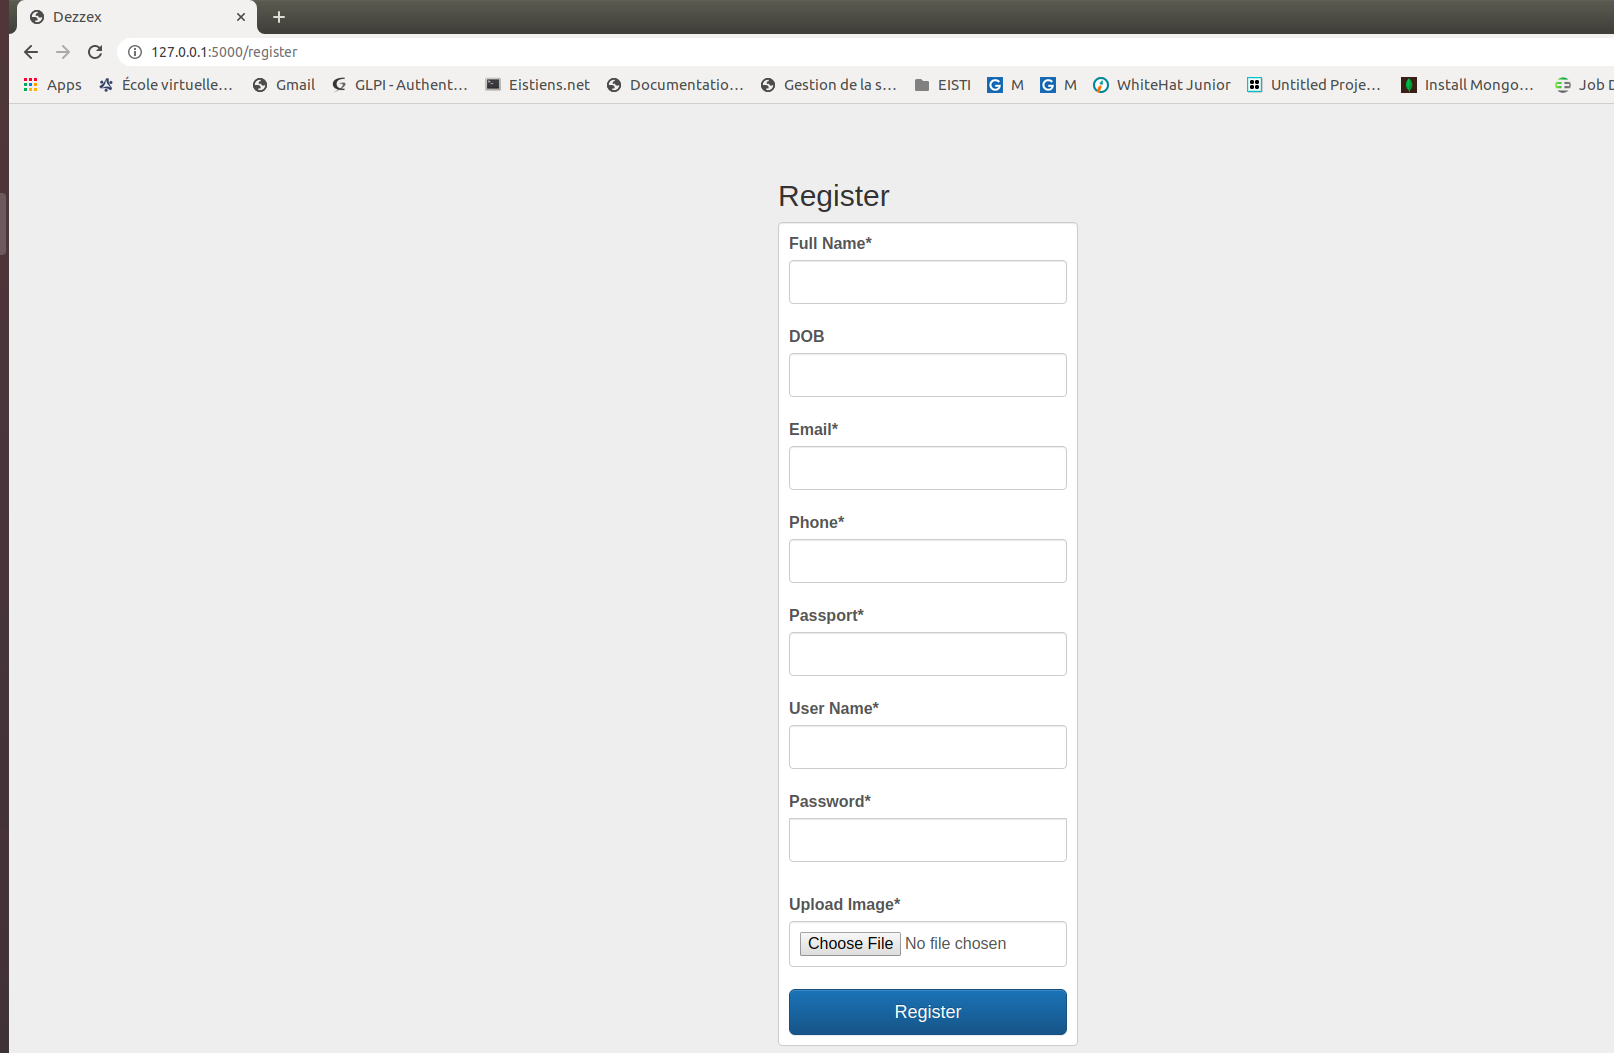 Dezzex
127.0.0.1:5000/register
Apps École virtuelle... Gmail GLPI - Authent... Eistiens.net Documentatio... Gestion de la s... EISTI M M WhiteHat Junior Untitled Proje... Install Mongo... Job D
Register
Full Name*
DOB
Email*
Phone*
Passport*
User Name*
Password*
Upload Image*
Choose File No file chosen
Register